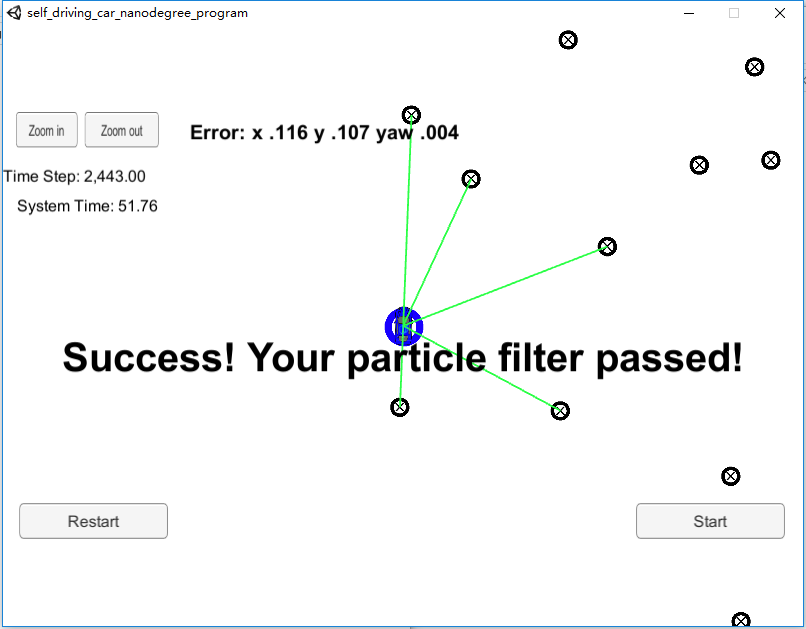 self_driving_car_nanodegree_program
Zoom in
Zoom out
Error: x .116 y .107 yaw .004
Time Step: 2,443.00
System Time: 51.76
Success! Your particle filter passed!
Restart
Start